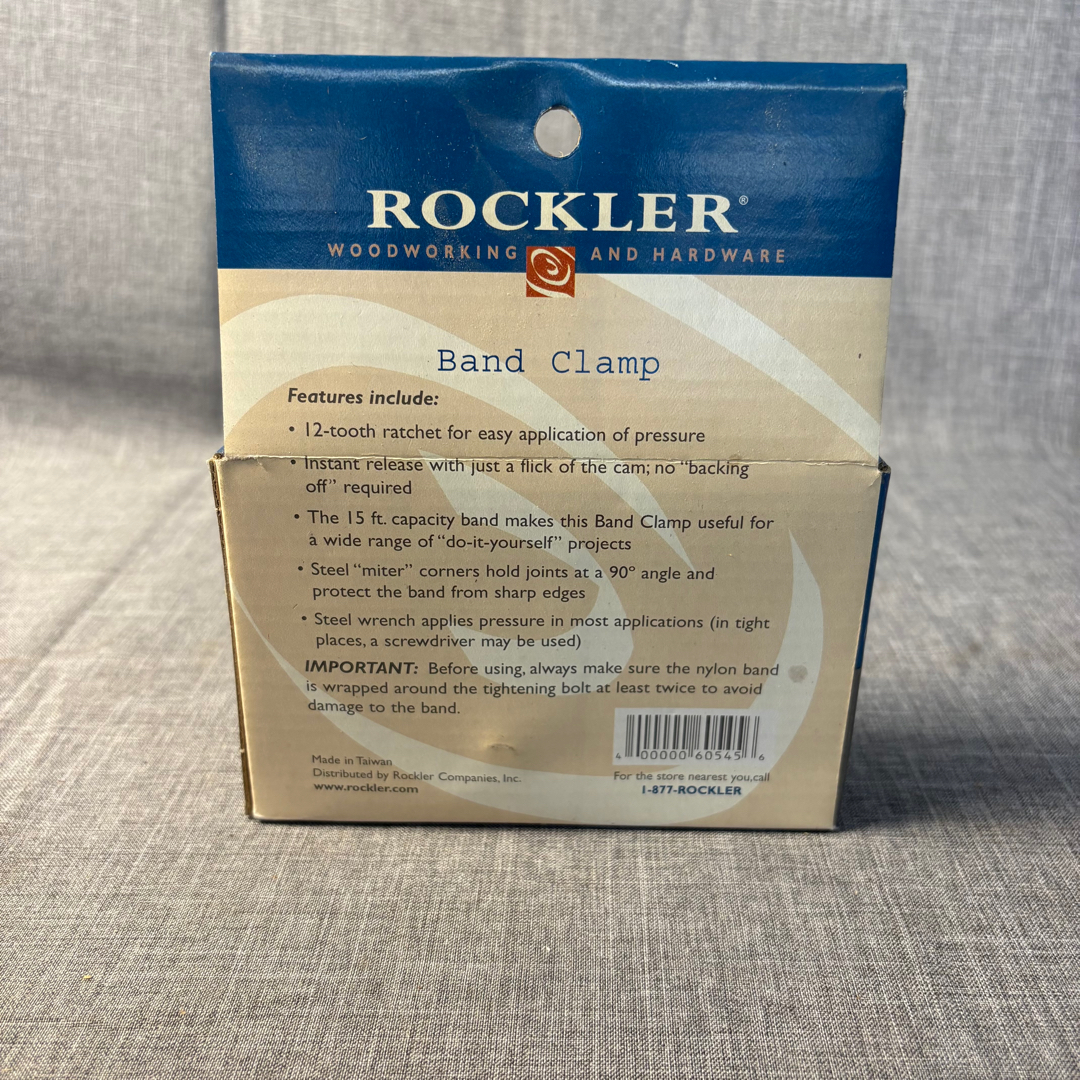 ROCKLER®
WOODWORKING AND HARDWARE
Band Clamp
Features include:
• 12-tooth ratchet for easy application of pressure
• Instant release with just a flick of the cam; no “backing
off” required
• The 15 ft. capacity band makes this Band Clamp useful for
a wide range of “do-it-yourself” projects
• Steel “miter” corners hold joints at a 90° angle and
protect the band from sharp edges
• Steel wrench applies pressure in most applications (in tight
places, a screwdriver may be used)
IMPORTANT: Before using, always make sure the nylon band
is wrapped around the tightening bolt at least twice to avoid
damage to the band.
4 00000 60545 6
Made in Taiwan
Distributed by Rockler Companies, Inc.
www.rockler.com
For the store nearest you, call
1-877-ROCKLER